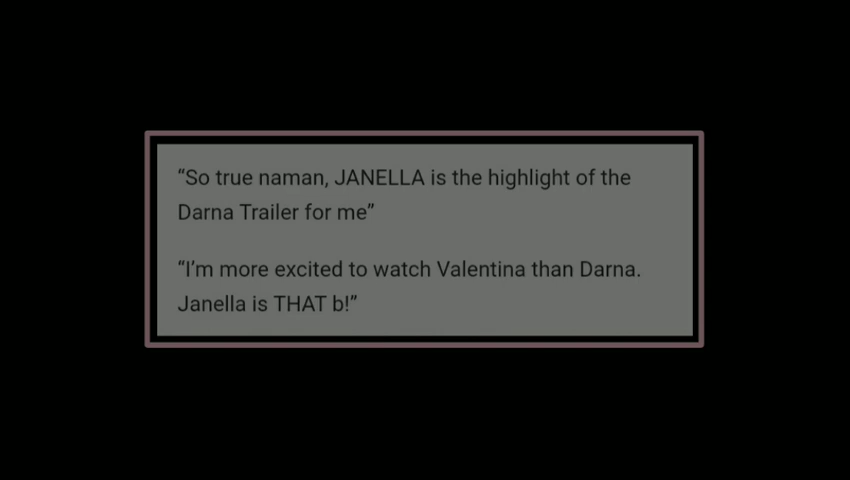 “So true naman, JANELLA is the highlight of the
Darna Trailer for me”
“I’m more excited to watch Valentina than Darna.
Janella is THAT b!”